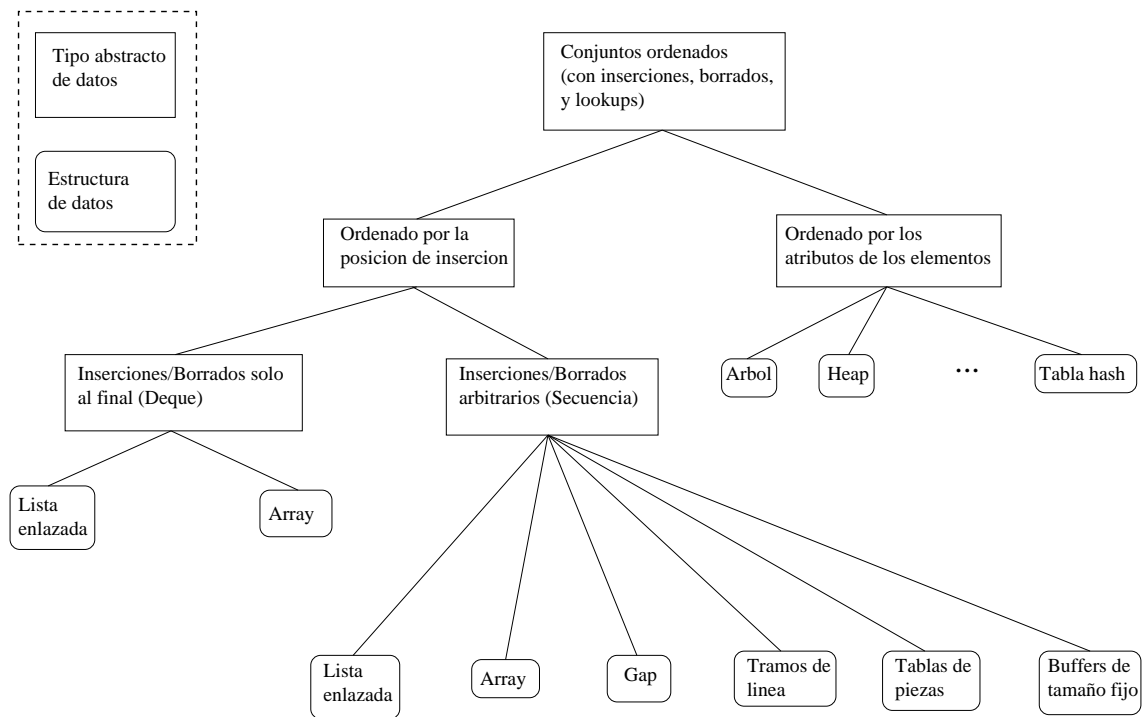 Tipo abstracto
de datos
Estructura
de datos
Conjuntos ordenados
(con inserciones, borrados,
y lookups)
Ordenado por la
posicion de insercion
Ordenado por los
atributos de los elementos
Inserciones/Borrados solo
al final (Deque)
Inserciones/Borrados
arbitrarios (Secuencia)
Arbol
Heap
...
Tabla hash
Lista
enlazada
Array
Lista
enlazada
Array
Gap
Tramos de
linea
Tablas de
piezas
Buffers de
tamaño fijo